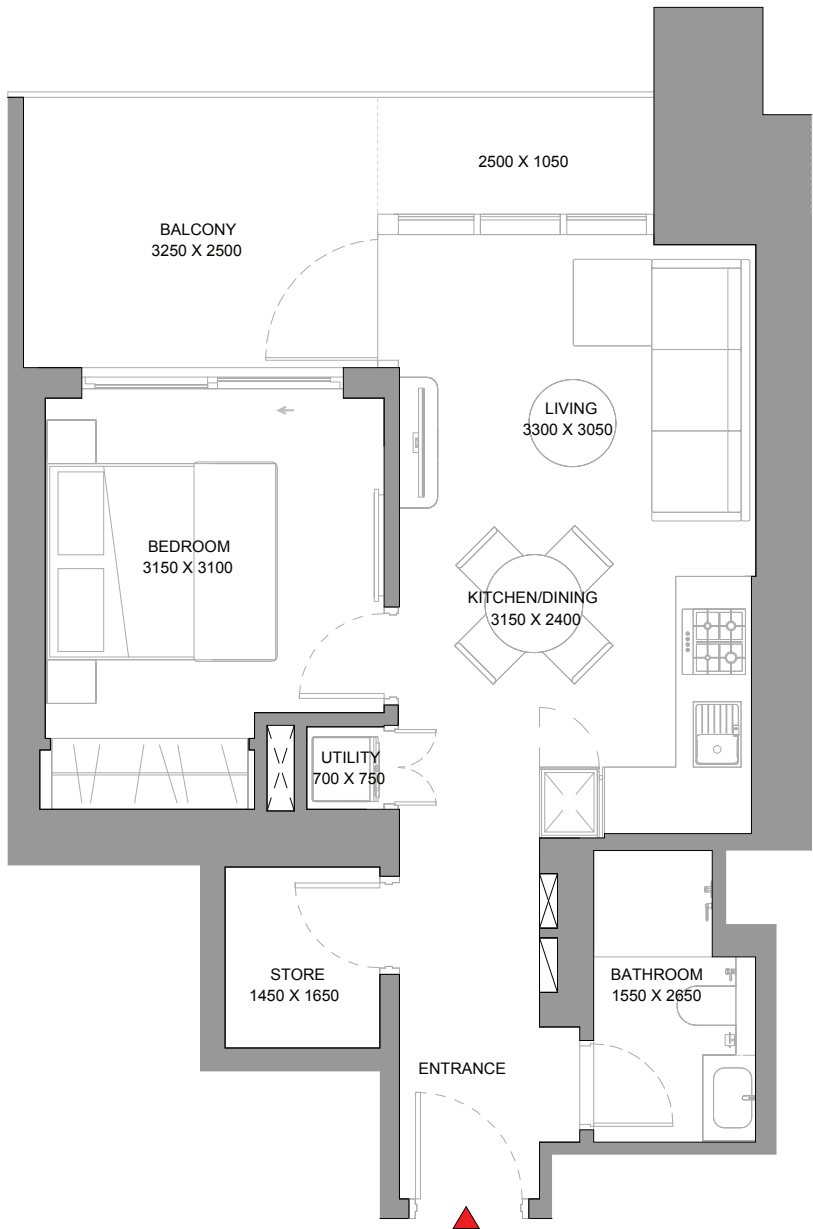 2500 X 1050
BALCONY
3250 X 2500
LIVING
3300 X 3050
BEDROOM
3150 X 3100
KITCHEN/DINING
3150 X 2400
UTILITY
700 X 750
STORE
1450 X 1650
BATHROOM
1550 X 2650
ENTRANCE